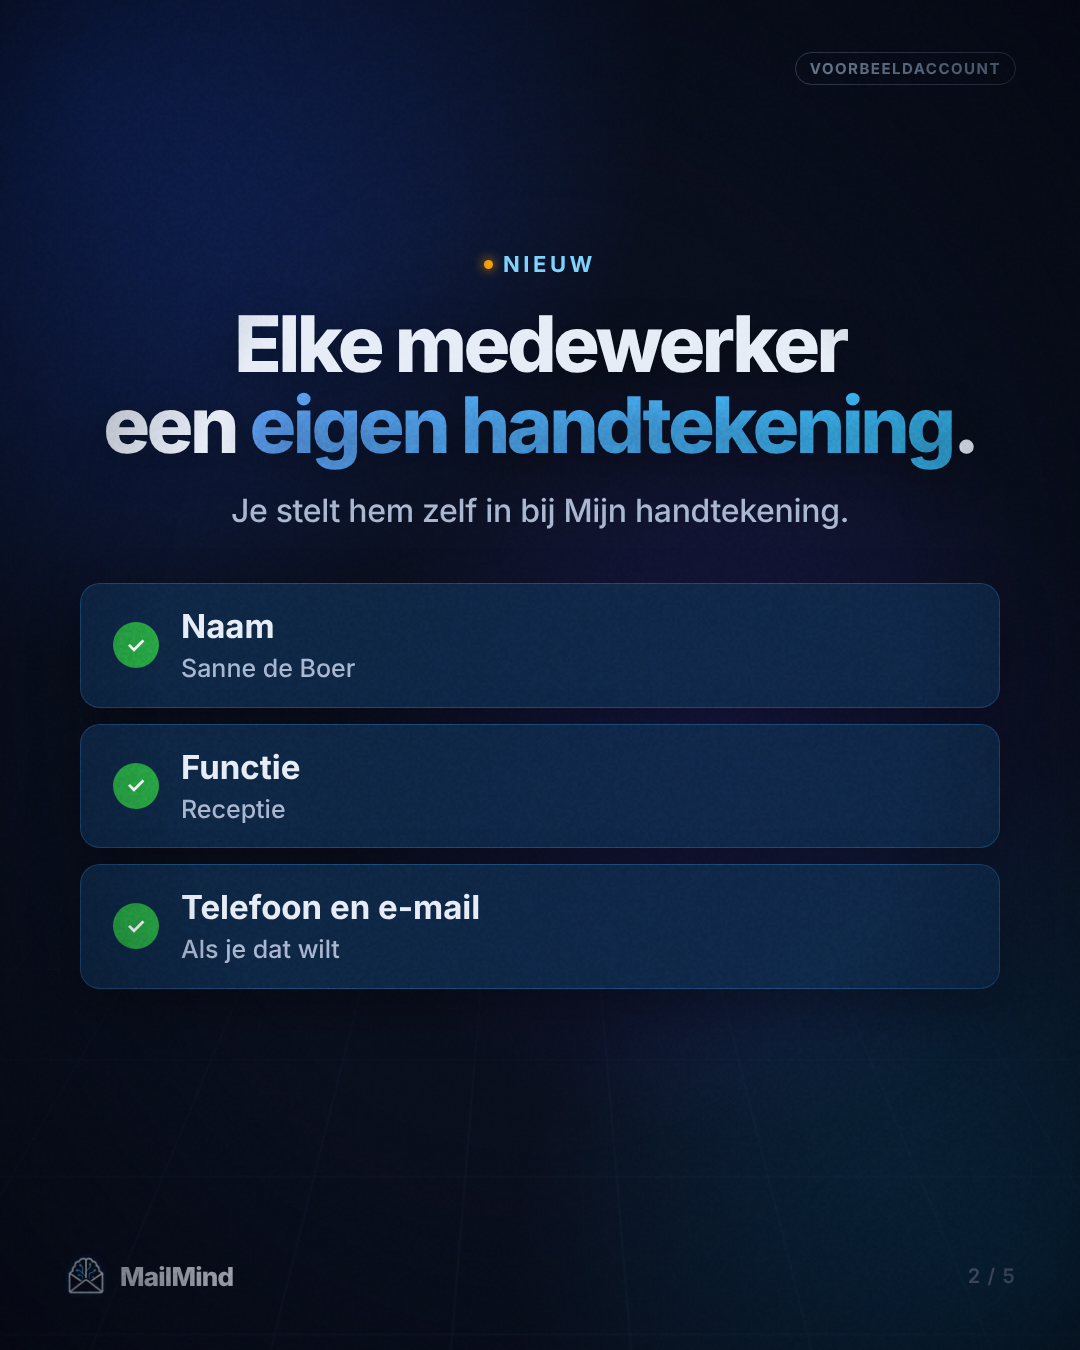 VOORBEELDACCOUNT
NIEUW
Elke medewerker
een eigen handtekening.
Je stelt hem zelf in bij Mijn handtekening.
Naam
Sanne de Boer
Functie
Receptie
Telefoon en e-mail
Als je dat wilt
MailMind
2 / 5